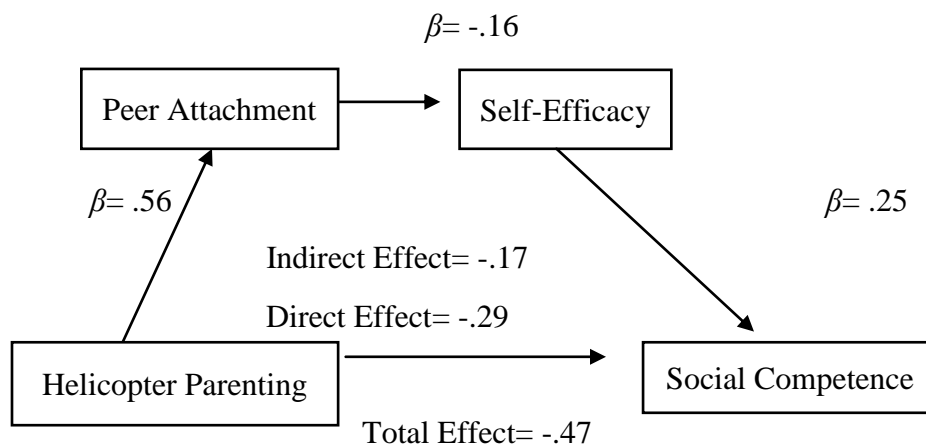 β= -.16
Peer Attachment
Self-Efficacy
β= .56
β= .25
Indirect Effect= -.17
Direct Effect= -.29
Helicopter Parenting
Social Competence
Total Effect= -.47